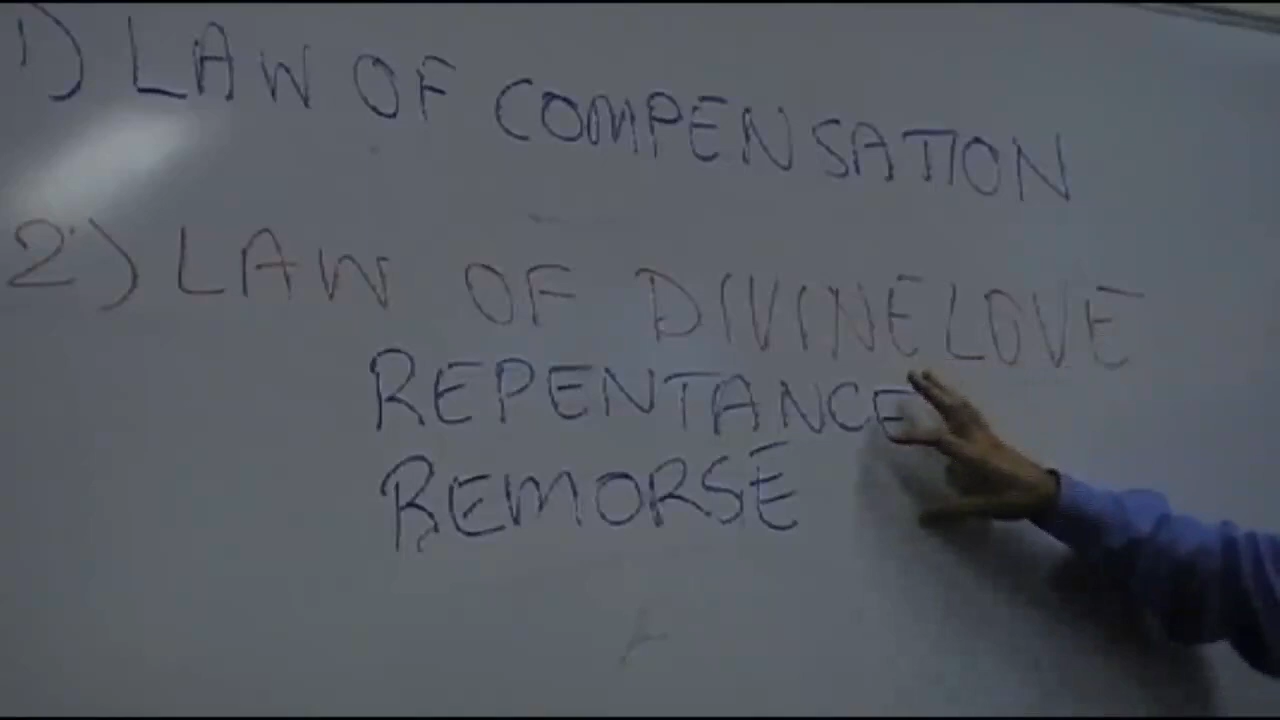 1) LAW OF COMPENSATION
2) LAW OF DIVINE LOVE
REPENTANCE
REMORSE